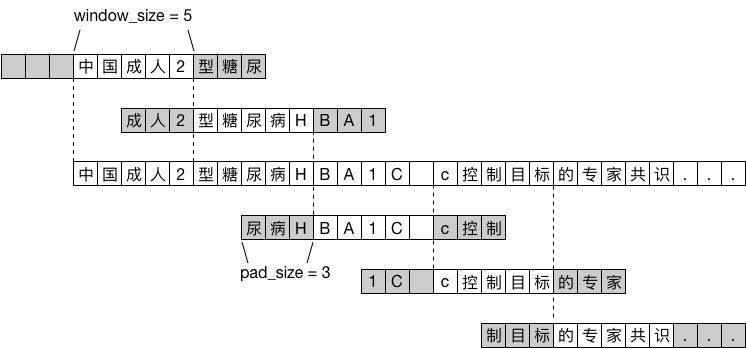 window_size = 5
中国成人2型糖尿
成人2型糖尿病HBA1
中国成人2型糖尿病HBA1C c控制目标的专家共识...
尿病HBA1C c控制
pad_size = 3
1C c控制目标的专家
制目标的专家共识...